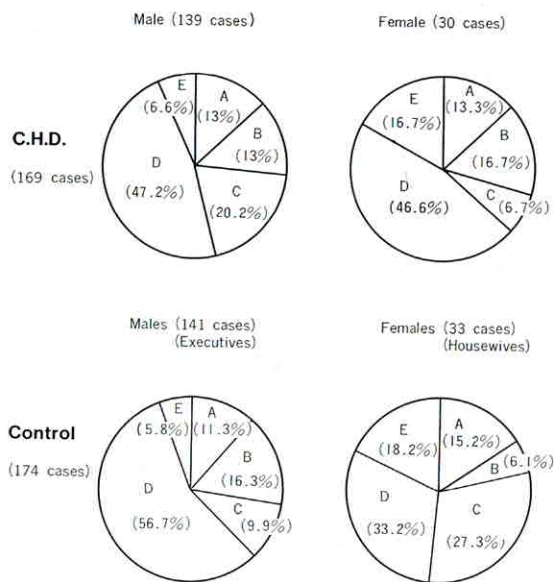 Male (139 cases)
Female (30 cases)
C.H.D.
(169 cases)
E
(6.6%)
A
(13%)
B
(13%)
C
(20.2%)
D
(47.2%)
E
(16.7%)
A
(13.3%)
B
(16.7%)
C
(6.7%)
D
(46.6%)
Males (141 cases)
(Executives)
Females (33 cases)
(Housewives)
Control
(174 cases)
E
(5.8%)
A
(11.3%)
B
(16.3%)
C
(9.9%)
D
(56.7%)
E
(18.2%)
A
(15.2%)
B
(6.1%)
C
(27.3%)
D
(33.2%)